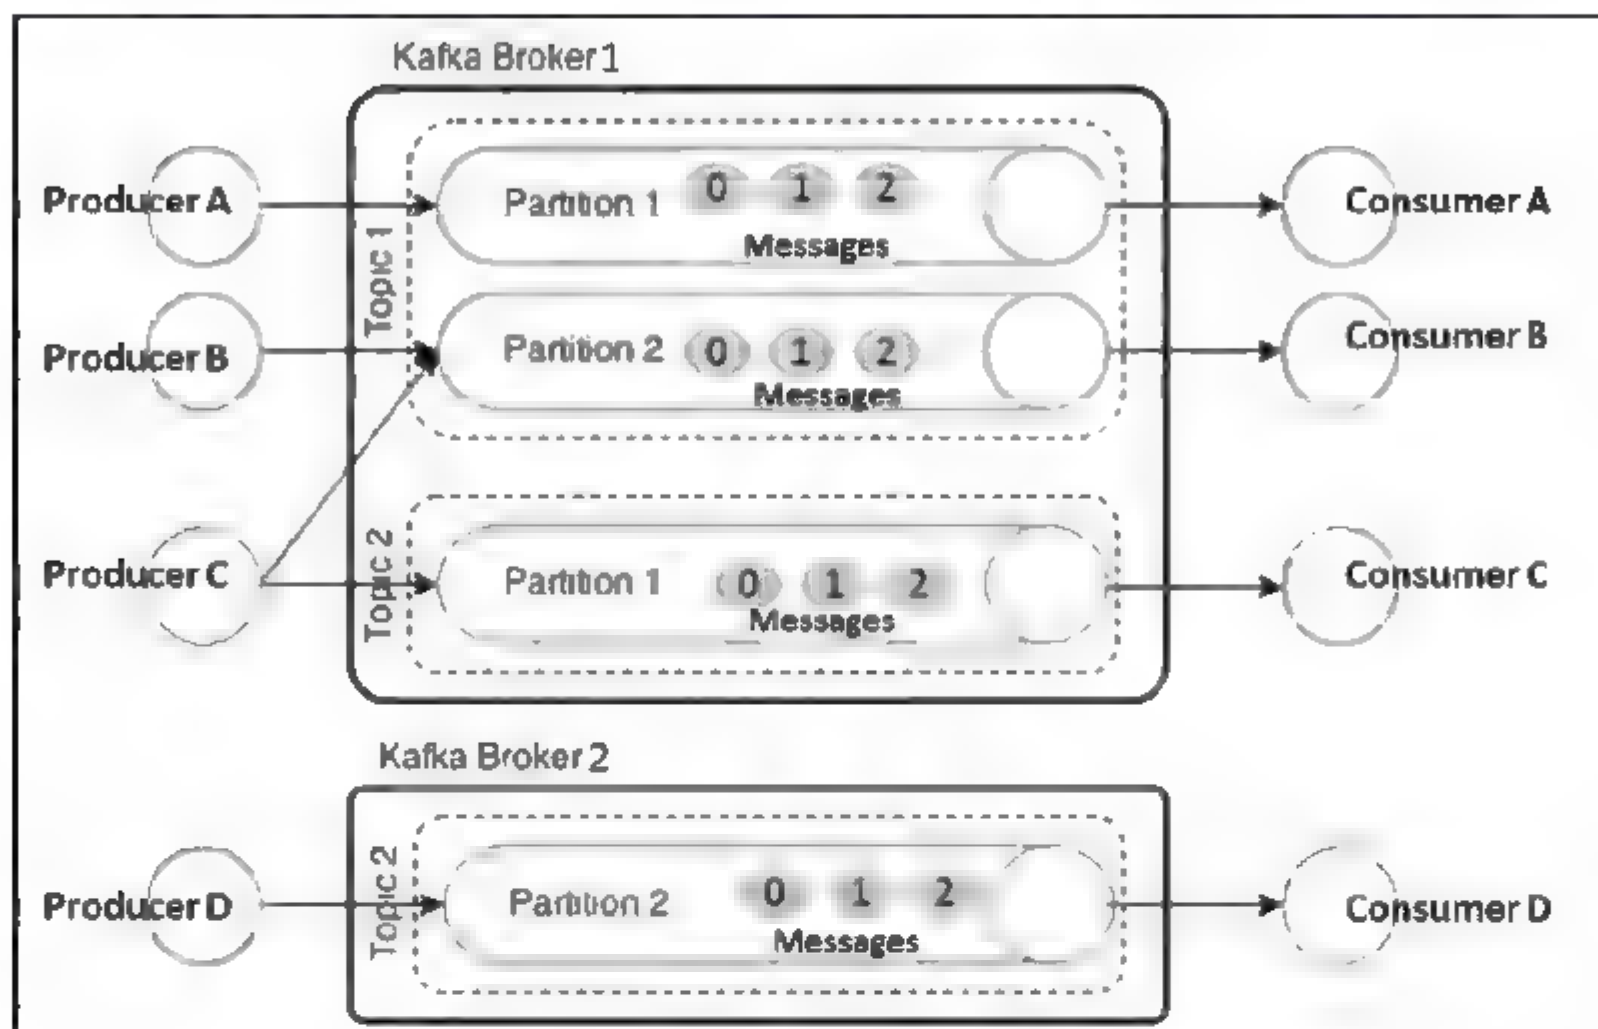 Kafka Broker 1
Producer A
Topic 1
Partition 1 0 1 2
Messages
Consumer A
Producer B
Partition 2 0 1 2
Messages
Consumer B
Producer C
Topic 2
Partition 1 0 1 2
Messages
Consumer C
Kafka Broker 2
Producer D
Topic 2
Partition 2 0 1 2
Messages
Consumer D